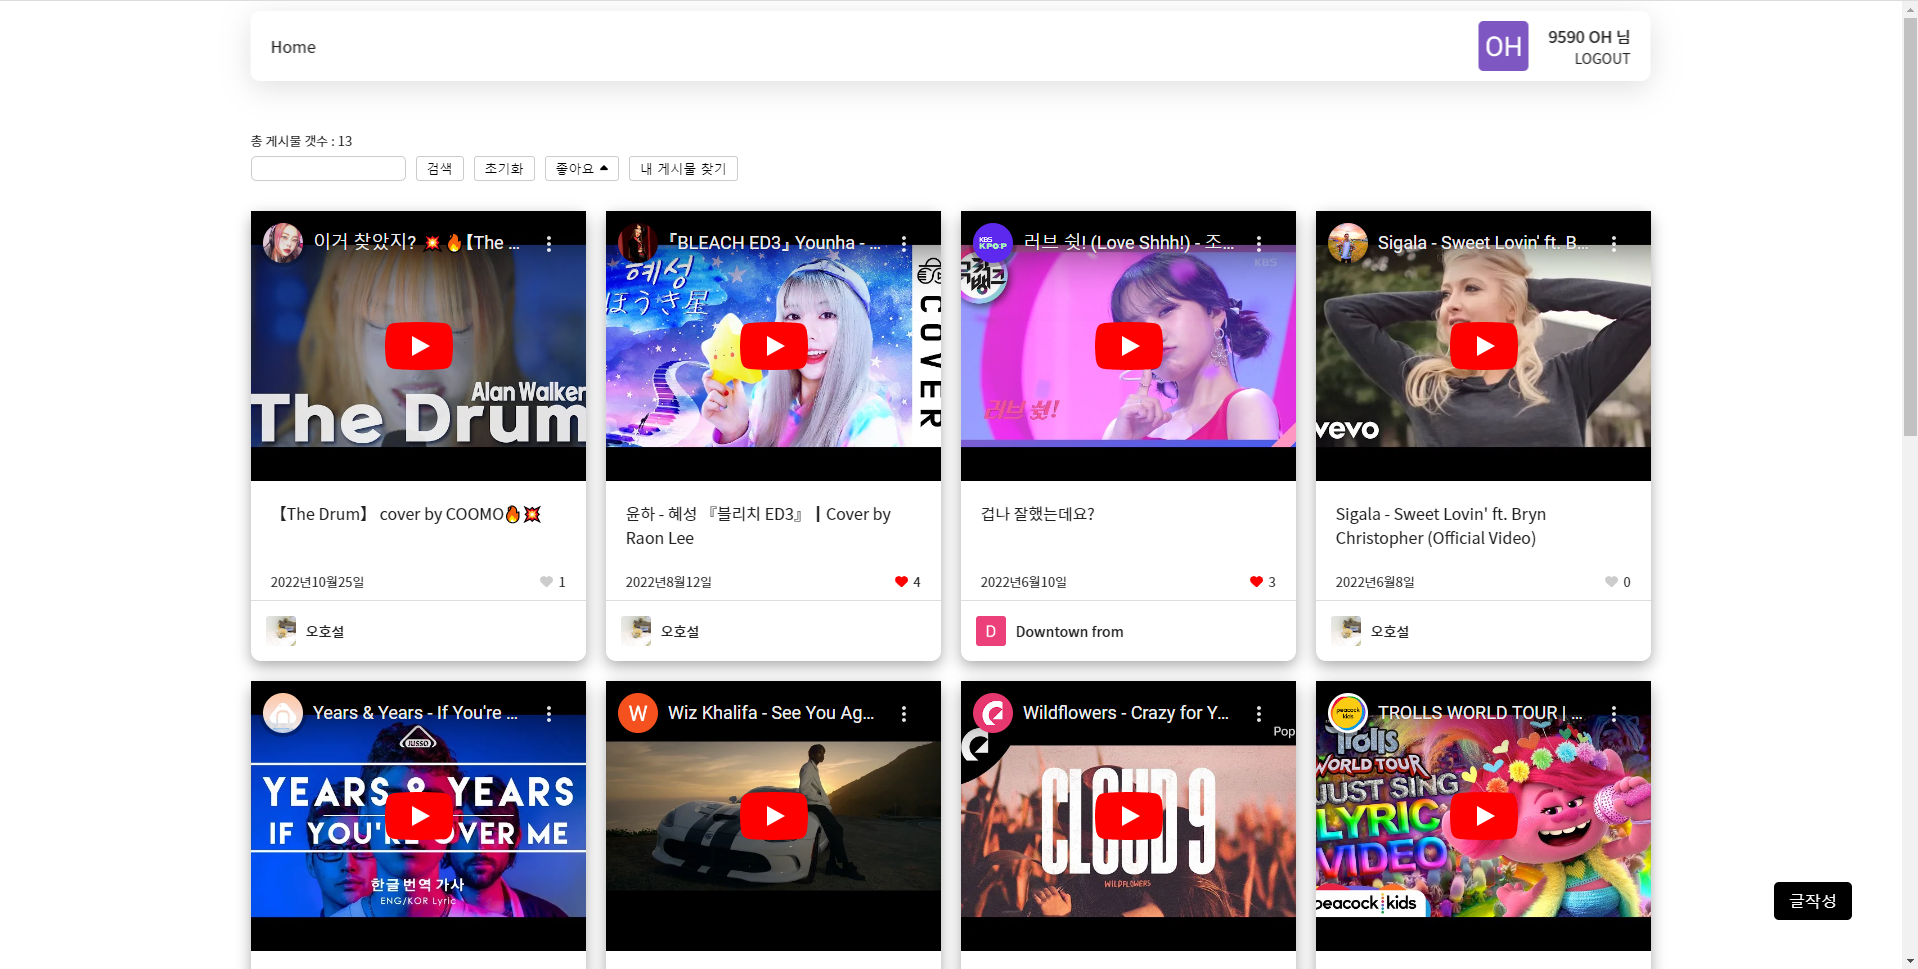 Home
OH
9590 OH 님
LOGOUT
총 게시물 갯수 : 13
검색
초기화
좋아요
내 게시물 찾기
이거 찾았지? 💥🔥【The ...
Alan Walker
The Drum
【The Drum】 cover by COOMO🔥💥
2022년10월25일
1
오호설
『BLEACH ED3』 Younha - ...
혜성
ほうき星
COVER
윤하 - 혜성 『블리치 ED3』┃Cover by
Raon Lee
2022년8월12일
4
오호설
KBS
KPOP
러브 쉿! (Love Shhh!) - 조...
KBS
뮤직
뱅크
러브 쉿!
겁나 잘했는데요?
2022년6월10일
3
D
Downtown from
Sigala - Sweet Lovin' ft. B...
vevo
Sigala - Sweet Lovin' ft. Bryn
Christopher (Official Video)
2022년6월8일
0
오호설
Years & Years - If You're ...
JUSSO
YEARS & YEARS
IF YOU'RE OVER ME
한글 번역 가사
ENG/KOR Lyric
W
Wiz Khalifa - See You Ag...
Wildflowers - Crazy for Y...
Pop
CLOUD 9
WILDFLOWERS
peacock
kids
TROLLS WORLD TOUR | ...
Trolls
WORLD TOUR
JUST SING
LYRIC
VIDEO
peacock kids
글작성